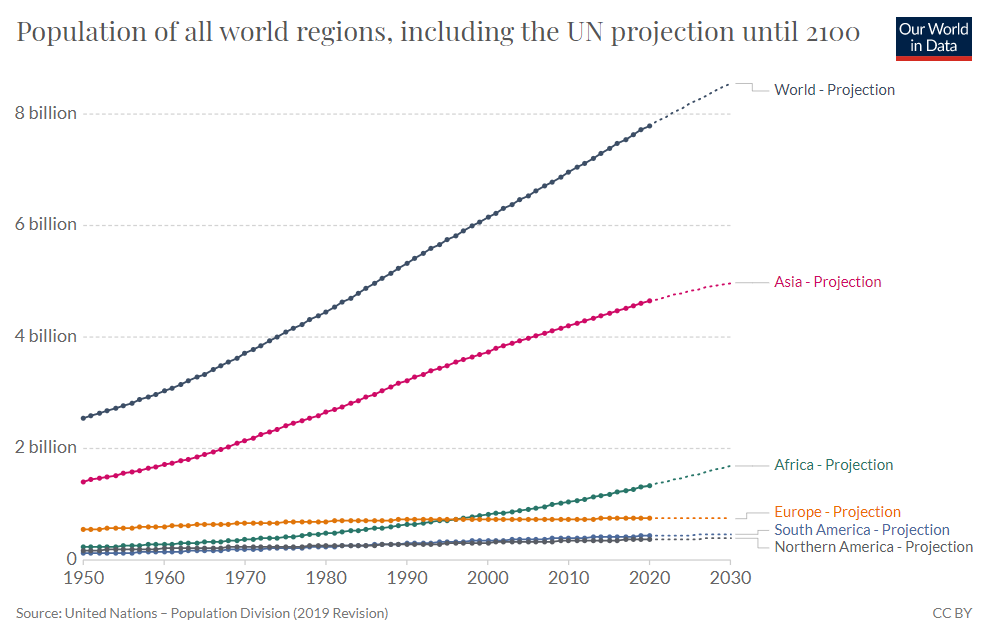 Population of all world regions, including the UN projection until 2100
Our World
in Data
8 billion
6 billion
4 billion
2 billion
0
World - Projection
Asia - Projection
Africa - Projection
Europe - Projection
South America - Projection
Northern America - Projection
1950 1960 1970 1980 1990 2000 2010 2020 2030
Source: United Nations – Population Division (2019 Revision)
CC BY